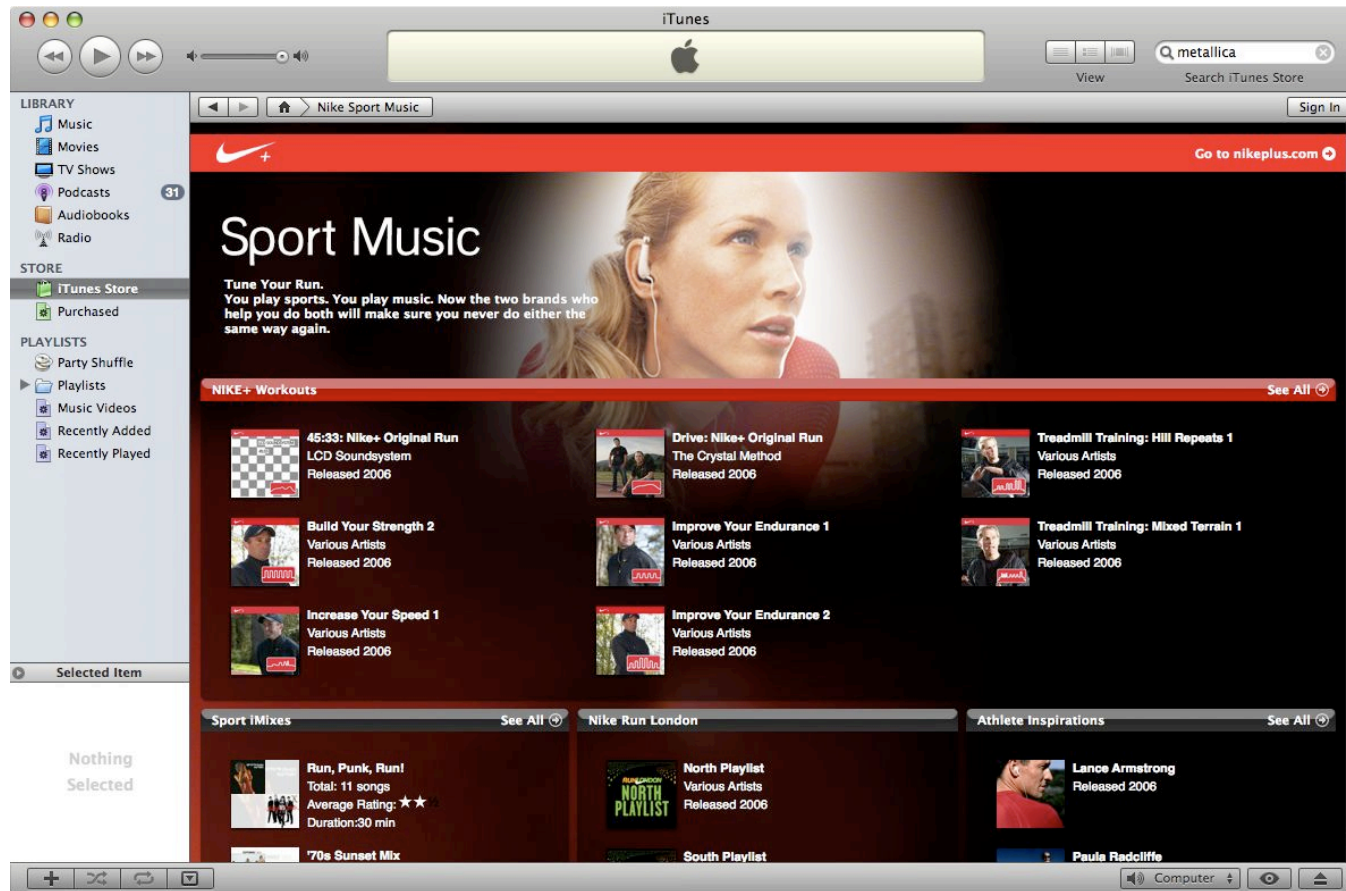 iTunes
View
metallica
Search iTunes Store
LIBRARY
Music
Movies
TV Shows
Podcasts 31
Audiobooks
Radio
STORE
iTunes Store
Purchased
PLAYLISTS
Party Shuffle
Playlists
Music Videos
Recently Added
Recently Played
Selected Item
Nothing
Selected
Nike Sport Music
Sign In
Go to nikeplus.com
Sport Music
Tune Your Run.
You play sports. You play music. Now the two brands who
help you do both will make sure you never do either the
same way again.
NIKE+ Workouts See All
45:33: Nike+ Original Run
LCD Soundsystem
Released 2006
Drive: Nike+ Original Run
The Crystal Method
Released 2006
Treadmill Training: Hill Repeats 1
Various Artists
Released 2006
Build Your Strength 2
Various Artists
Released 2006
Improve Your Endurance 1
Various Artists
Released 2006
Treadmill Training: Mixed Terrain 1
Various Artists
Released 2006
Increase Your Speed 1
Various Artists
Released 2006
Improve Your Endurance 2
Various Artists
Released 2006
Sport iMixes See All
Run, Punk, Run!
Total: 11 songs
Average Rating: ★★
Duration:30 min
'70s Sunset Mix
Nike Run London
RUNLONDON
NORTH
PLAYLIST
North Playlist
Various Artists
Released 2006
South Playlist
Athlete Inspirations See All
Lance Armstrong
Released 2006
Paula Radcliffe
Computer